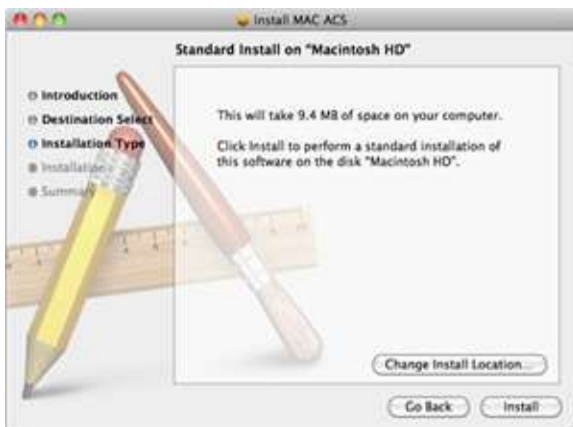 Install MAC ACS
Standard Install on "Macintosh HD"
Introduction
Destination Select
Installation Type
Installation
Summary
This will take 9.4 MB of space on your computer.
Click Install to perform a standard installation of
this software on the disk "Macintosh HD".
Change Install Location...
Go Back
Install